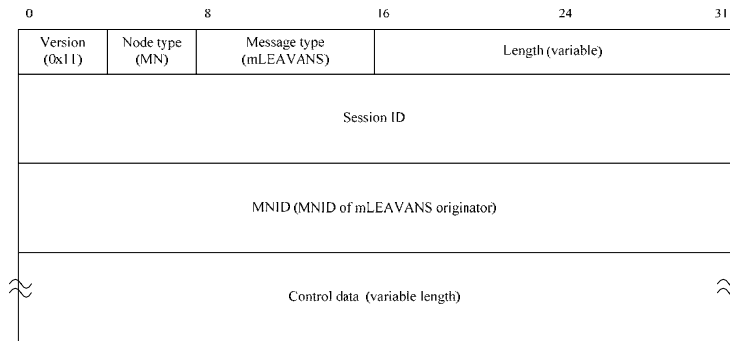 0 8 16 24 31
Version Node type Message type Length (variable)
(0x11) (MN) (mLEAVANS)
Session ID
MNID (MNID of mLEAVANS originator)
Control data (variable length)